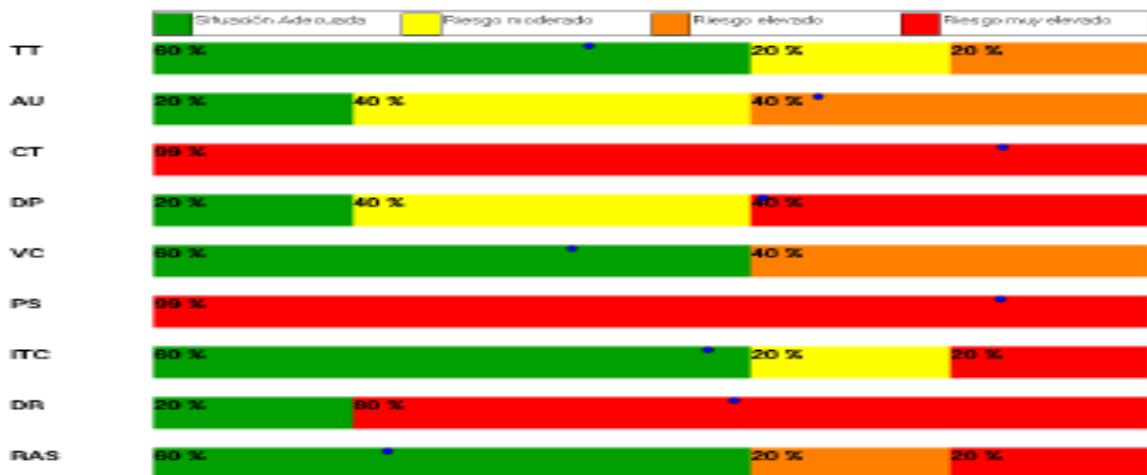 Situación Adecuada Riesgo moderado Riesgo elevado Riesgo muy elevado
TT 60 % 20 % 20 %
AU 20 % 40 % 40 %
CT 99 %
DP 20 % 40 % 40 %
VC 60 % 40 %
PS 99 %
ITC 60 % 20 % 20 %
DR 20 % 80 %
RAS 60 % 20 % 20 %